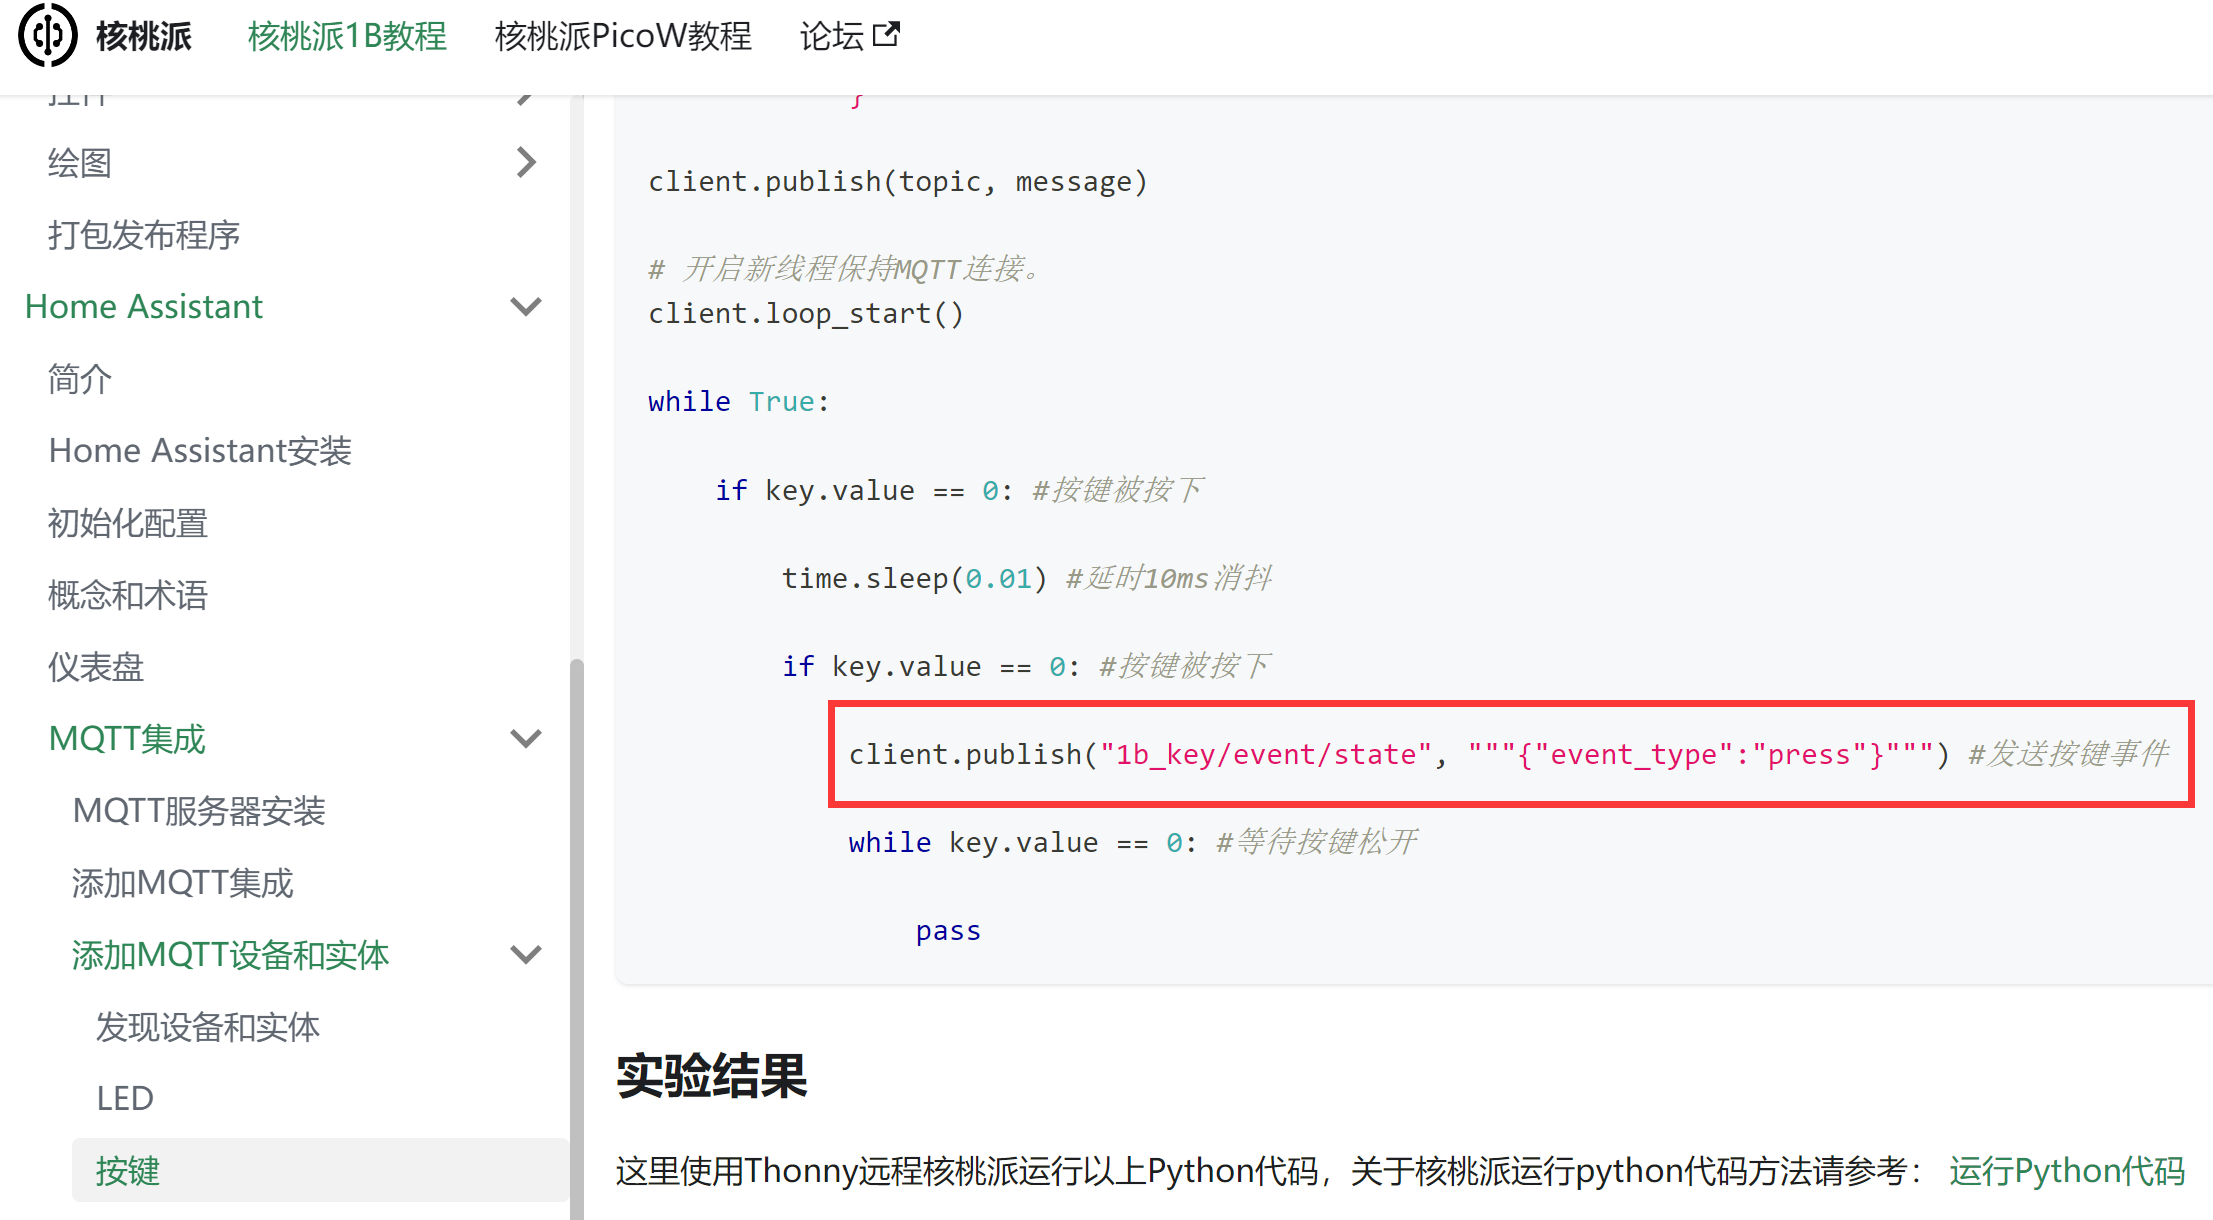 核桃派 核桃派1B教程 核桃派PicoW教程 论坛
绘图
打包发布程序
Home Assistant
简介
Home Assistant安装
初始化配置
概念和术语
仪表盘
MQTT集成
MQTT服务器安装
添加MQTT集成
添加MQTT设备和实体
发现设备和实体
LED
按键
}
client.publish(topic, message)
# 开启新线程保持MQTT连接。
client.loop_start()
while True:
if key.value == 0: #按键被按下
time.sleep(0.01) #延时10ms消抖
if key.value == 0: #按键被按下
client.publish("1b_key/event/state", """{"event_type":"press"}""") #发送按键事件
while key.value == 0: #等待按键松开
pass
实验结果
这里使用Thonny远程核桃派运行以上Python代码，关于核桃派运行python代码方法请参考： 运行Python代码